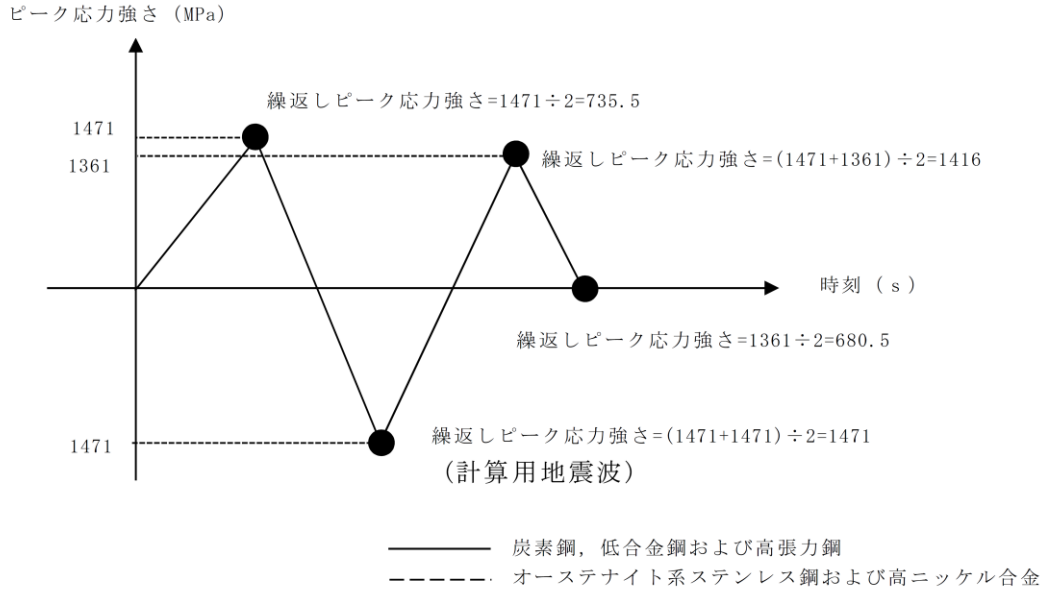 ピーク応力強さ (MPa)
繰返しピーク応力強さ=1471÷2=735.5
1471
1361
繰返しピーク応力強さ=(1471+1361)÷2=1416
時刻 (s)
繰返しピーク応力強さ=1361÷2=680.5
1471
繰返しピーク応力強さ=(1471+1471)÷2=1471
(計算用地震波)
炭素鋼, 低合金鋼および高張力鋼
オーステナイト系ステンレス鋼および高ニッケル合金